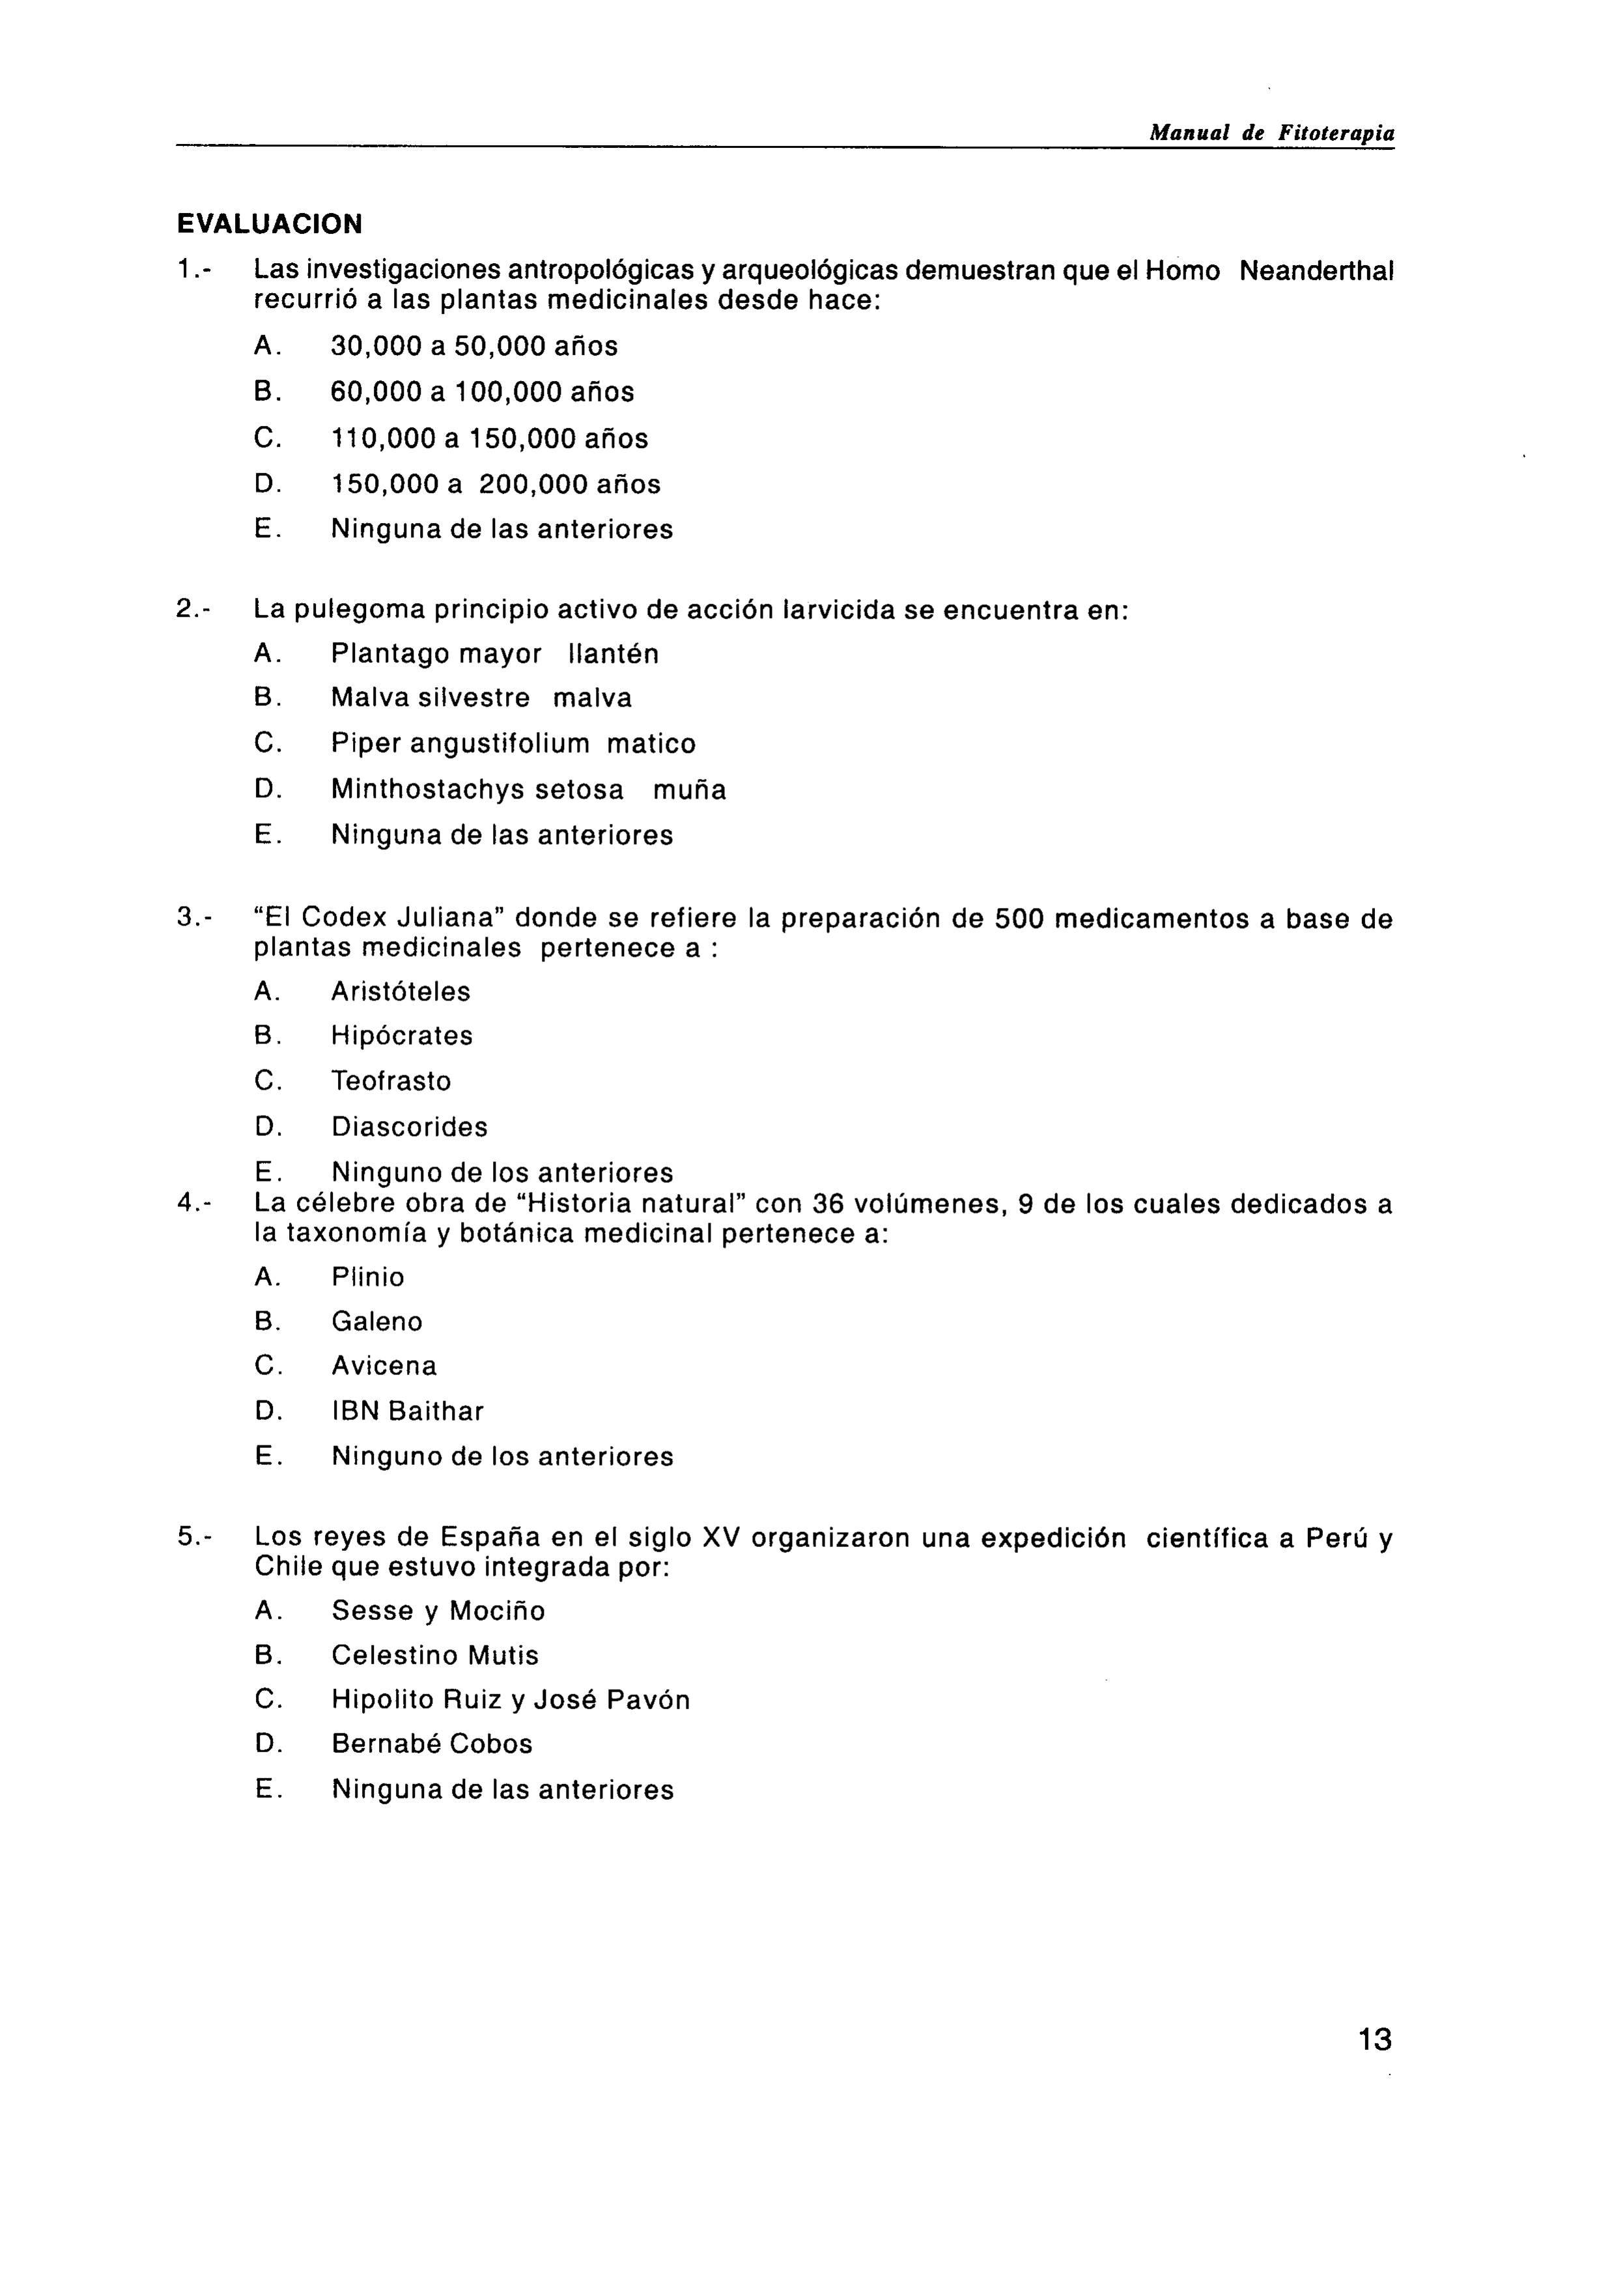 Manual de Fitoterapia
EVALUACION
1.- Las investigaciones antropológicas y arqueológicas demuestran que el Homo Neanderthal
recurrió a las plantas medicinales desde hace:
A. 30,000 a 50,000 años
B. 60,000 a 100,000 años
C. 110,000 a 150,000 años
D. 150,000 a 200,000 años
E. Ninguna de las anteriores
2.- La pulegoma principio activo de acción larvicida se encuentra en:
A. Plantago mayor llantén
B. Malva silvestre malva
C. Piper angustifolium matico
D. Minthostachys setosa muña
E. Ninguna de las anteriores
3.- “El Codex Juliana” donde se refiere la preparación de 500 medicamentos a base de
plantas medicinales pertenece a :
A. Aristóteles
B. Hipócrates
C. Teofrasto
D. Diascorides
E. Ninguno de los anteriores
4.- La célebre obra de “Historia natural” con 36 volúmenes, 9 de los cuales dedicados a
la taxonomía y botánica medicinal pertenece a:
A. Plinio
B. Galeno
C. Avicena
D. IBN Baithar
E. Ninguno de los anteriores
5.- Los reyes de España en el siglo XV organizaron una expedición científica a Perú y
Chile que estuvo integrada por:
A. Sesse y Mociño
B. Celestino Mutis
C. Hipolito Ruiz y José Pavón
D. Bernabé Cobos
E. Ninguna de las anteriores
13